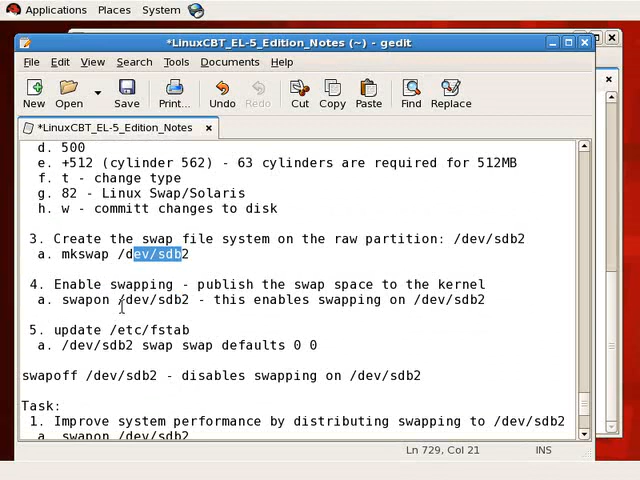 Applications Places System
*LinuxCBT_EL-5_Edition_Notes (~) - gedit
File Edit View Search Tools Documents Help
New Open Save Print... Undo Redo Cut Copy Paste Find Replace
*LinuxCBT_EL-5_Edition_Notes
d. 500
e. +512 (cylinder 562) - 63 cylinders are required for 512MB
f. t - change type
g. 82 - Linux Swap/Solaris
h. w - committ changes to disk
3. Create the swap file system on the raw partition: /dev/sdb2
a. mkswap /dev/sdb2
4. Enable swapping - publish the swap space to the kernel
a. swapon /dev/sdb2 - this enables swapping on /dev/sdb2
5. update /etc/fstab
a. /dev/sdb2 swap swap defaults 0 0
swapoff /dev/sdb2 - disables swapping on /dev/sdb2
Task:
1. Improve system performance by distributing swapping to /dev/sdb2
a. swapon /dev/sdb2
Ln 729, Col 21 INS